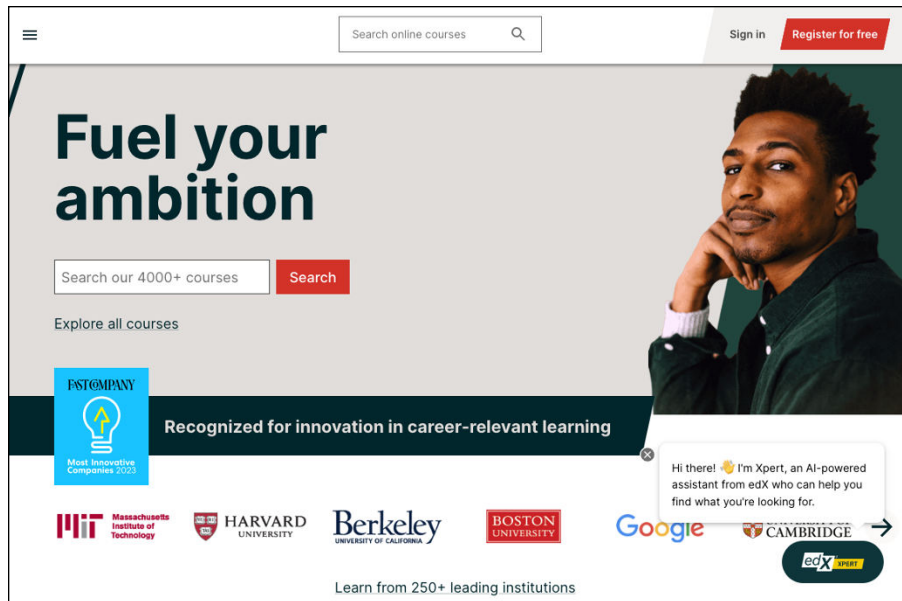 Search online courses
Sign in
Register for free
Fuel your
ambition
Search our 4000+ courses
Search
Explore all courses
FAST COMPANY
Most Innovative
Companies 2023
Recognized for innovation in career-relevant learning
Hi there! 👋 I'm Xpert, an AI-powered
assistant from edX who can help you
find what you're looking for.
Massachusetts
Institute of
Technology
HARVARD
UNIVERSITY
Berkeley
UNIVERSITY OF CALIFORNIA
BOSTON
UNIVERSITY
Google
UNIVERSITY OF
CAMBRIDGE
edX XPERT
Learn from 250+ leading institutions